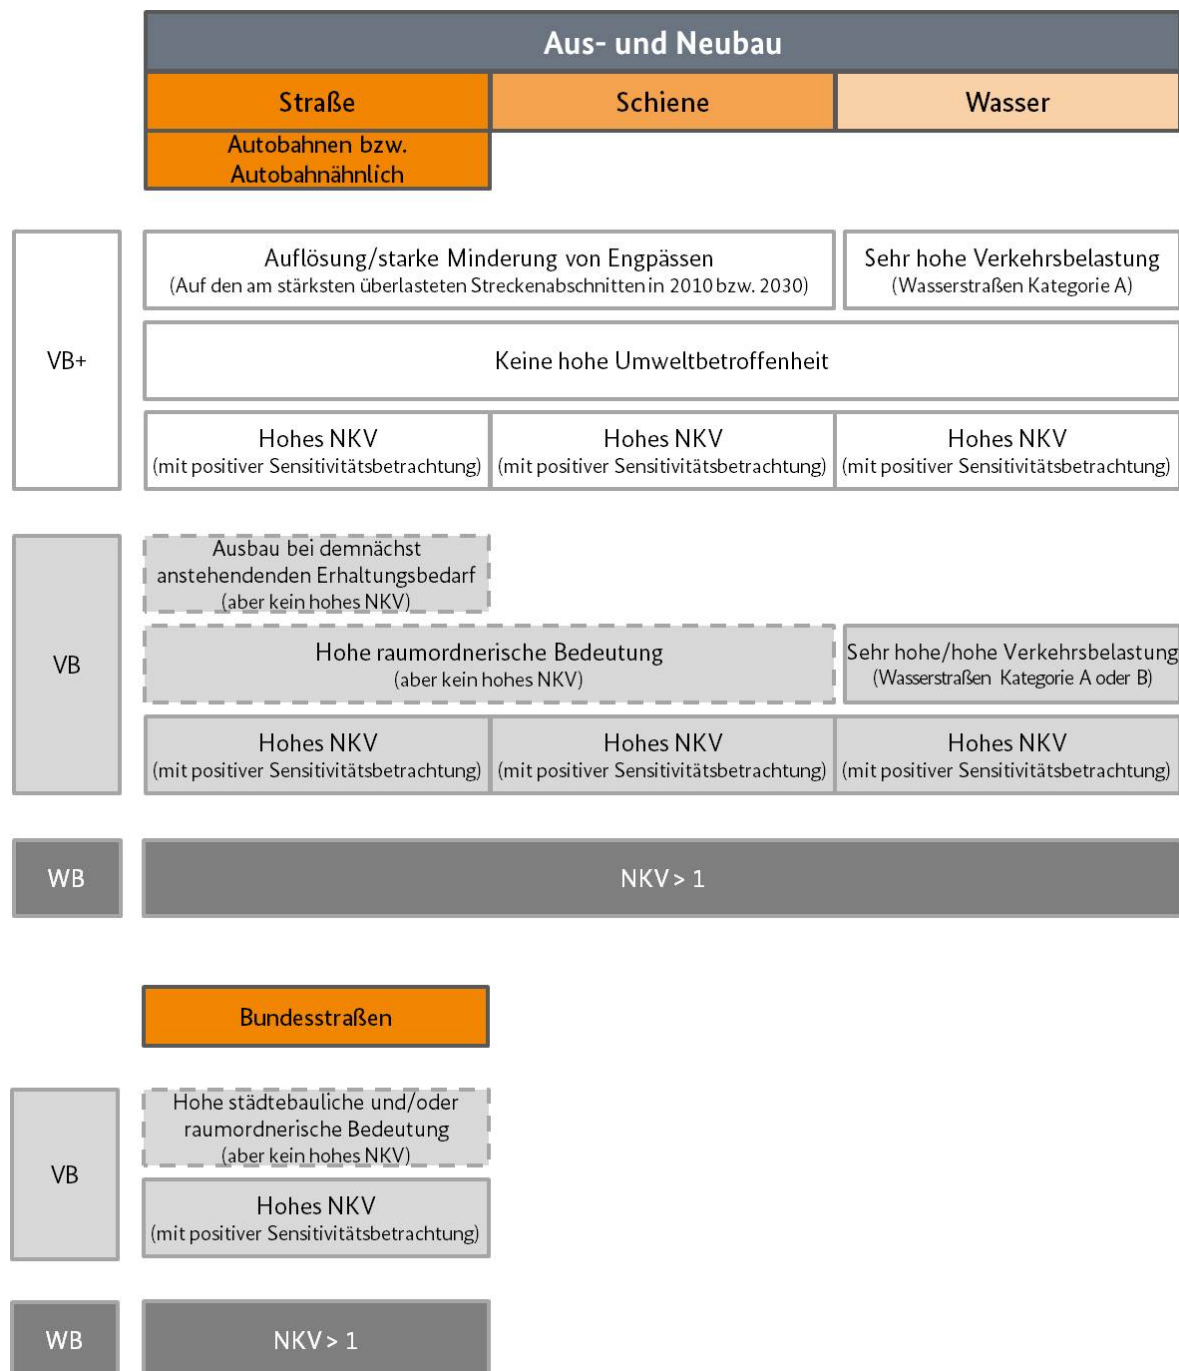 Aus- und Neubau
Straße
Schiene
Wasser
Autobahnen bzw.
Autobahnähnlich
VB+
Auflösung/starke Minderung von Engpässen
(Auf den am stärksten überlasteten Streckenabschnitten in 2010 bzw. 2030)
Sehr hohe Verkehrsbelastung
(Wasserstraßen Kategorie A)
Keine hohe Umweltbetroffenheit
Hohes NKV
(mit positiver Sensitivitätsbetrachtung)
Hohes NKV
(mit positiver Sensitivitätsbetrachtung)
Hohes NKV
(mit positiver Sensitivitätsbetrachtung)
VB
Ausbau bei demnächst
anstehendenden Erhaltungsbedarf
(aber kein hohes NKV)
Hohe raumordnerische Bedeutung
(aber kein hohes NKV)
Sehr hohe/hohe Verkehrsbelastung
(Wasserstraßen Kategorie A oder B)
Hohes NKV
(mit positiver Sensitivitätsbetrachtung)
Hohes NKV
(mit positiver Sensitivitätsbetrachtung)
Hohes NKV
(mit positiver Sensitivitätsbetrachtung)
WB
NKV > 1
Bundesstraßen
VB
Hohe städtebauliche und/oder
raumordnerische Bedeutung
(aber kein hohes NKV)
Hohes NKV
(mit positiver Sensitivitätsbetrachtung)
WB
NKV > 1